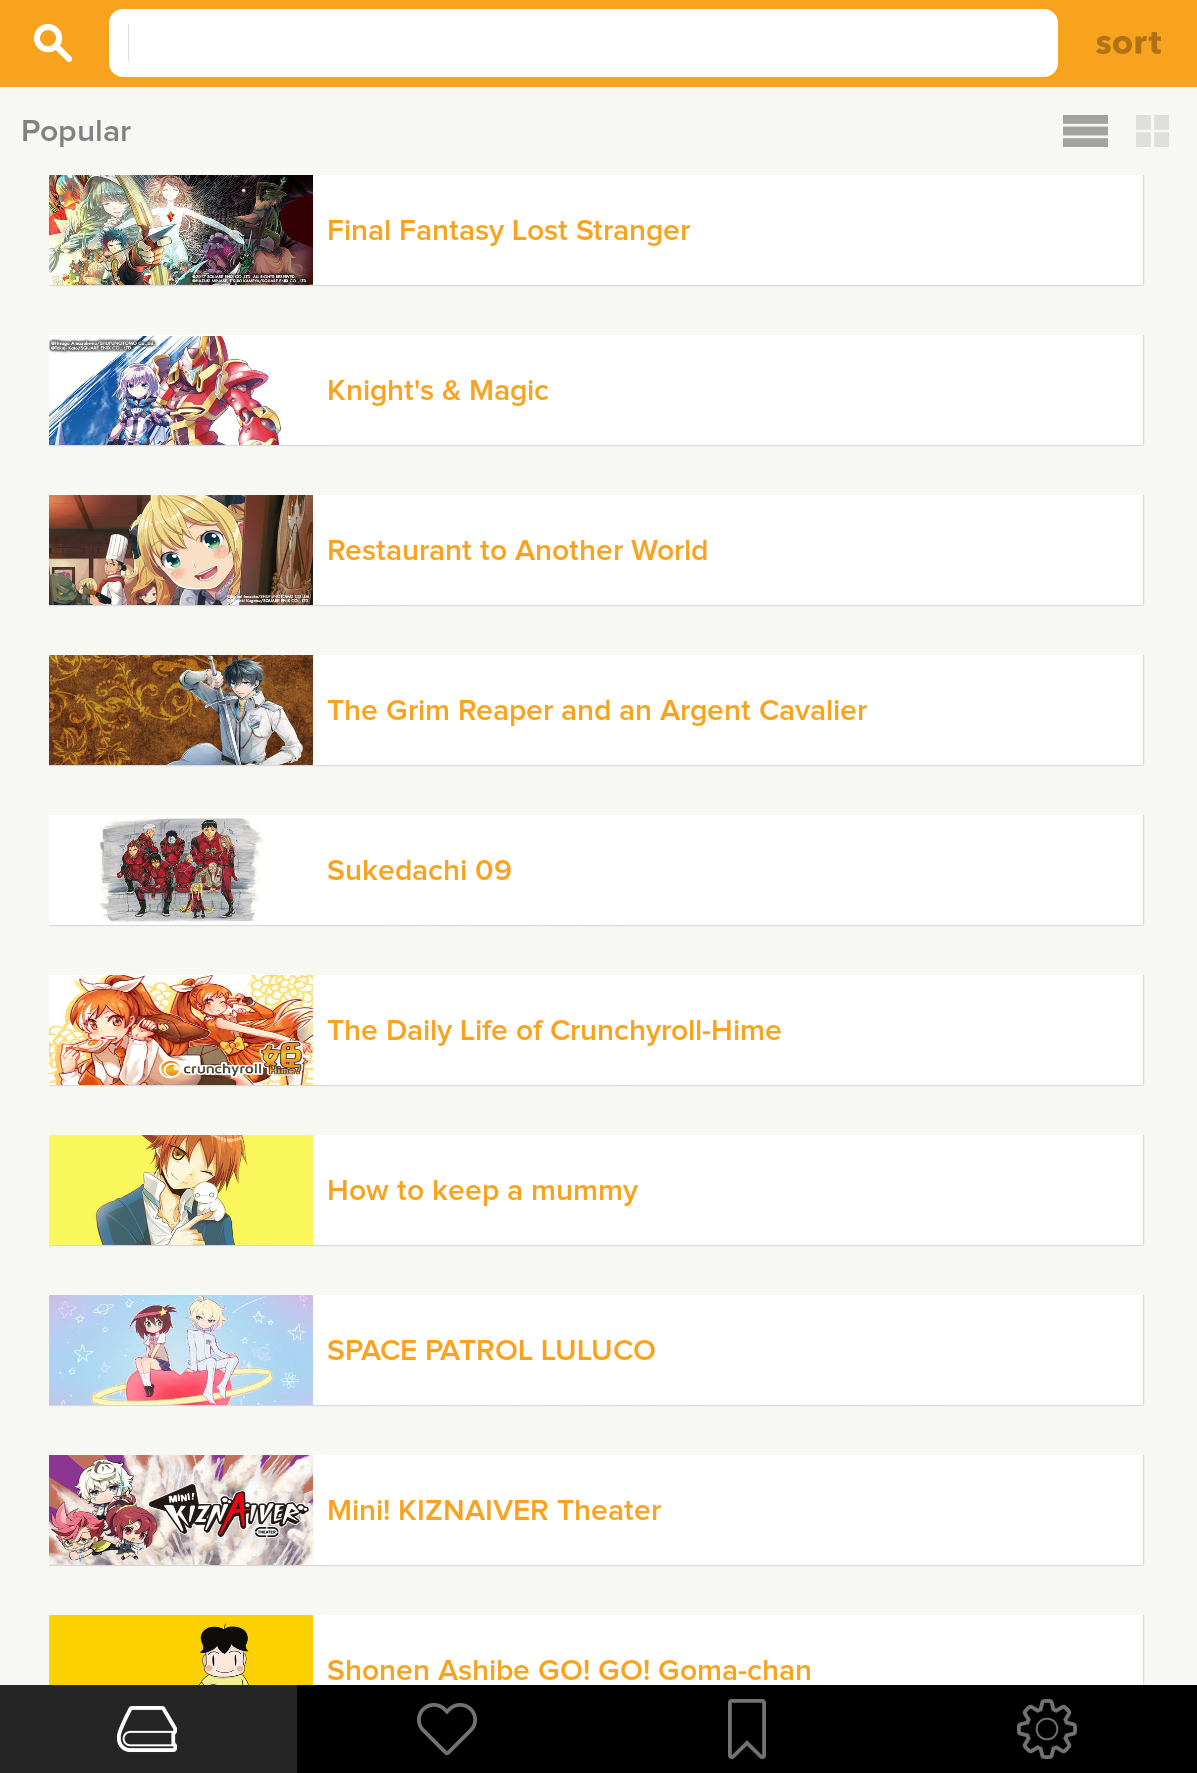 sort
Popular
Final Fantasy Lost Stranger
Knight's & Magic
Restaurant to Another World
The Grim Reaper and an Argent Cavalier
Sukedachi 09
The Daily Life of Crunchyroll-Hime
crunchyroll 姫
Hime!
How to keep a mummy
SPACE PATROL LULUCO
MINI!
KIZNAIVER
THEATER
Mini! KIZNAIVER Theater
Shonen Ashibe GO! GO! Goma-chan